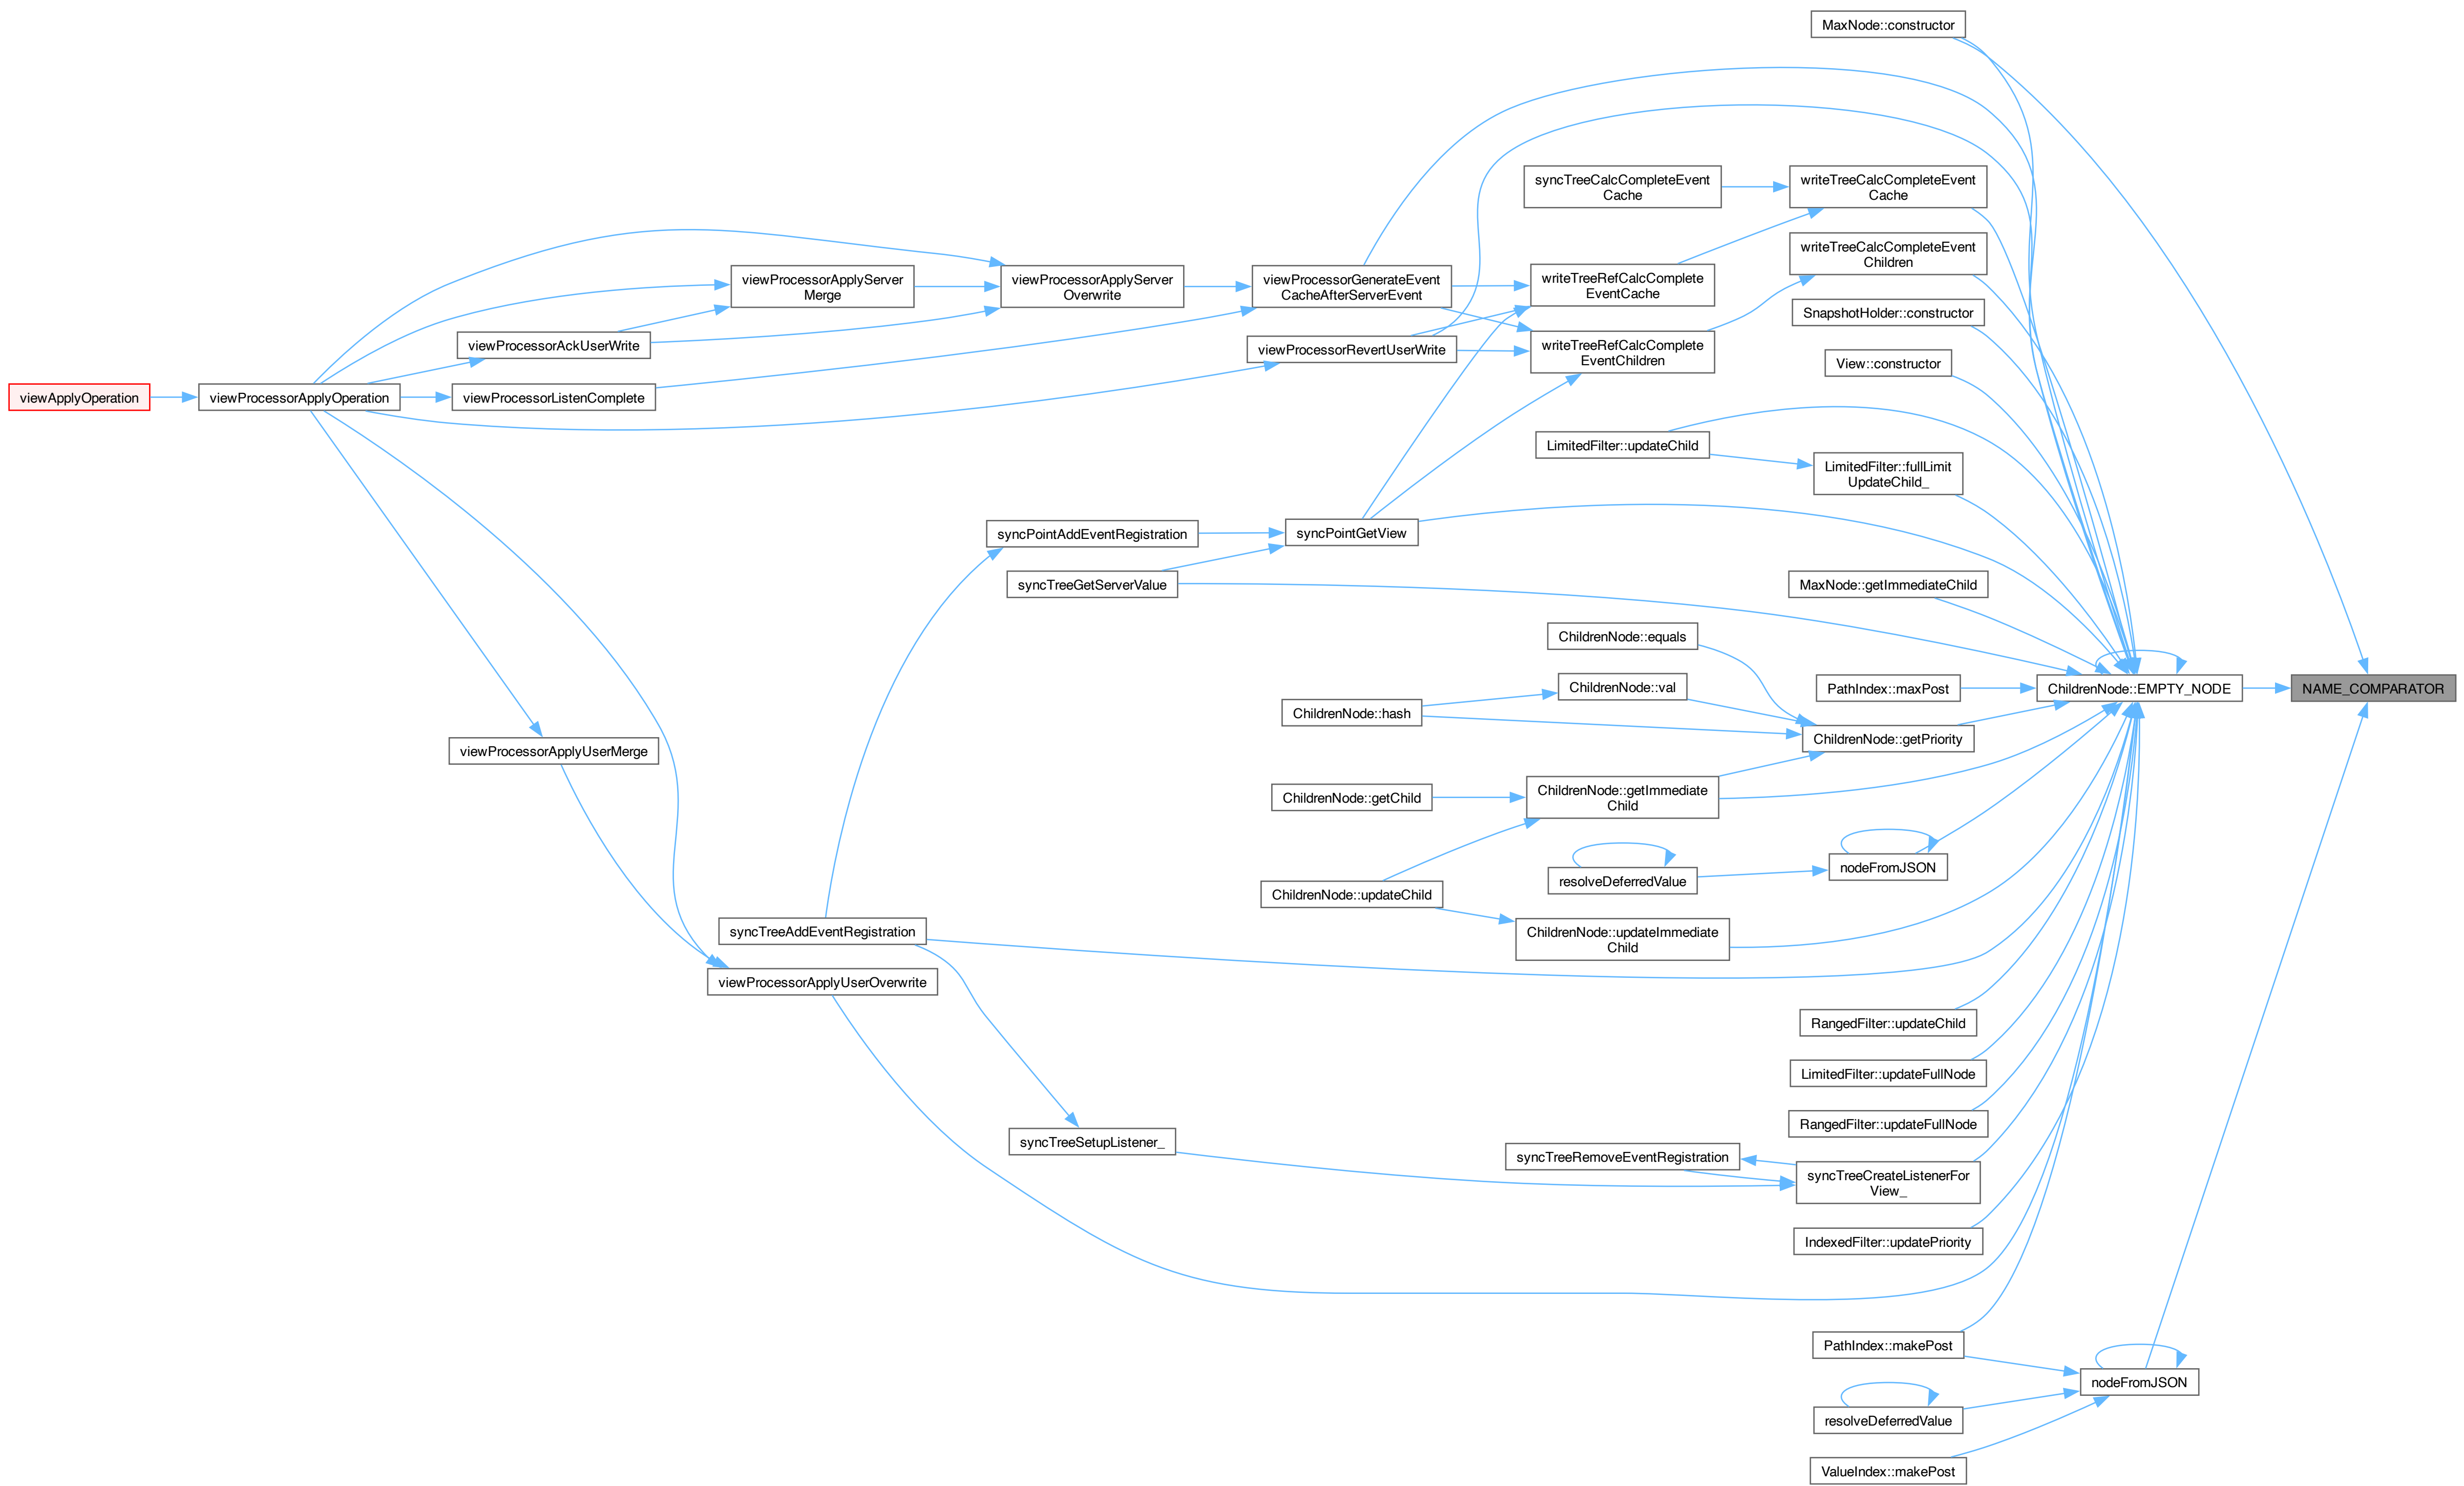 MaxNode::constructor
syncTreeCalcCompleteEvent
Cache
writeTreeCalcCompleteEvent
Cache
writeTreeCalcCompleteEvent
Children
viewProcessorApplyServer
Merge
viewProcessorApplyServer
Overwrite
viewProcessorGenerateEvent
CacheAfterServerEvent
writeTreeRefCalcComplete
EventCache
SnapshotHolder::constructor
viewProcessorAckUserWrite
viewProcessorRevertUserWrite
writeTreeRefCalcComplete
EventChildren
View::constructor
viewApplyOperation
viewProcessorApplyOperation
viewProcessorListenComplete
LimitedFilter::updateChild
LimitedFilter::fullLimit
UpdateChild_
syncPointAddEventRegistration
syncPointGetView
syncTreeGetServerValue
MaxNode::getImmediateChild
ChildrenNode::equals
PathIndex::maxPost
ChildrenNode::EMPTY_NODE
NAME_COMPARATOR
ChildrenNode::val
ChildrenNode::hash
ChildrenNode::getPriority
viewProcessorApplyUserMerge
ChildrenNode::getChild
ChildrenNode::getImmediate
Child
nodeFromJSON
resolveDeferredValue
ChildrenNode::updateChild
syncTreeAddEventRegistration
ChildrenNode::updateImmediate
Child
viewProcessorApplyUserOverwrite
RangedFilter::updateChild
LimitedFilter::updateFullNode
RangedFilter::updateFullNode
syncTreeSetupListener_
syncTreeRemoveEventRegistration
syncTreeCreateListenerFor
View_
IndexedFilter::updatePriority
PathIndex::makePost
nodeFromJSON
resolveDeferredValue
ValueIndex::makePost